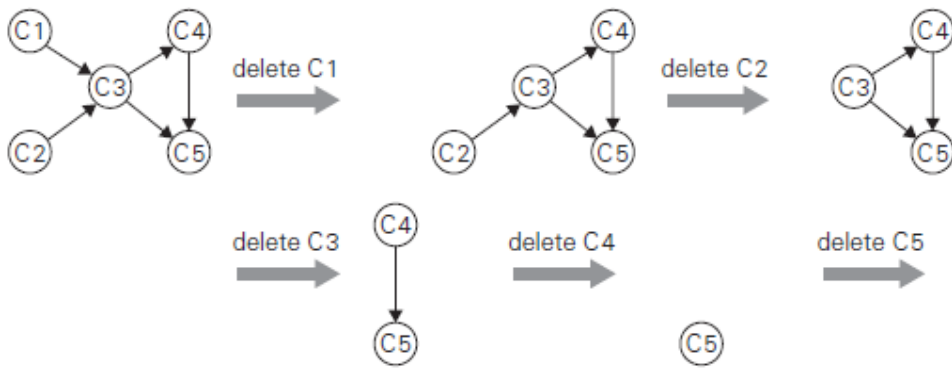 C1 C4 C4 C4
delete C1 delete C2
C3 C3 C3
C2 C5 C2 C5 C5
C4
delete C3 delete C4 delete C5
C5 C5